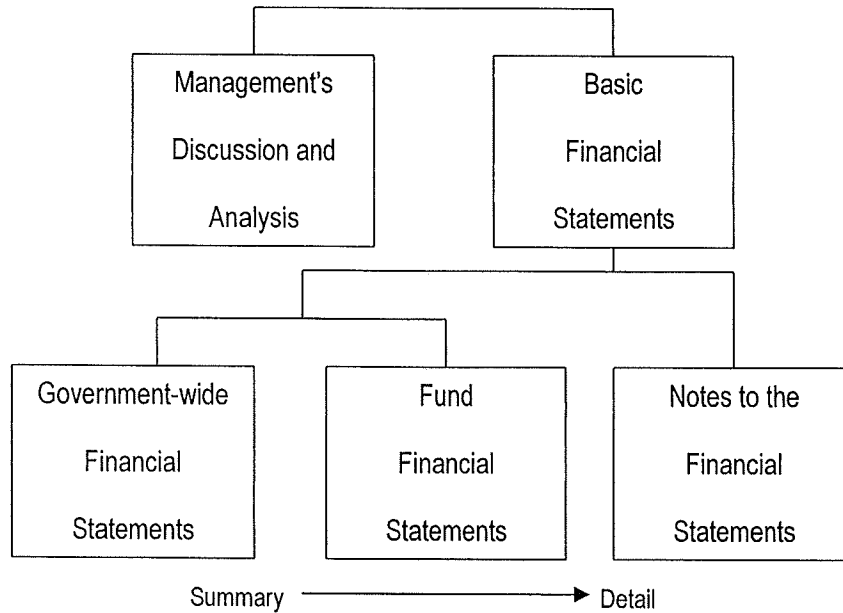 Management's
Discussion and
Analysis
Basic
Financial
Statements
Government-wide
Financial
Statements
Fund
Financial
Statements
Notes to the
Financial
Statements
Summary
Detail